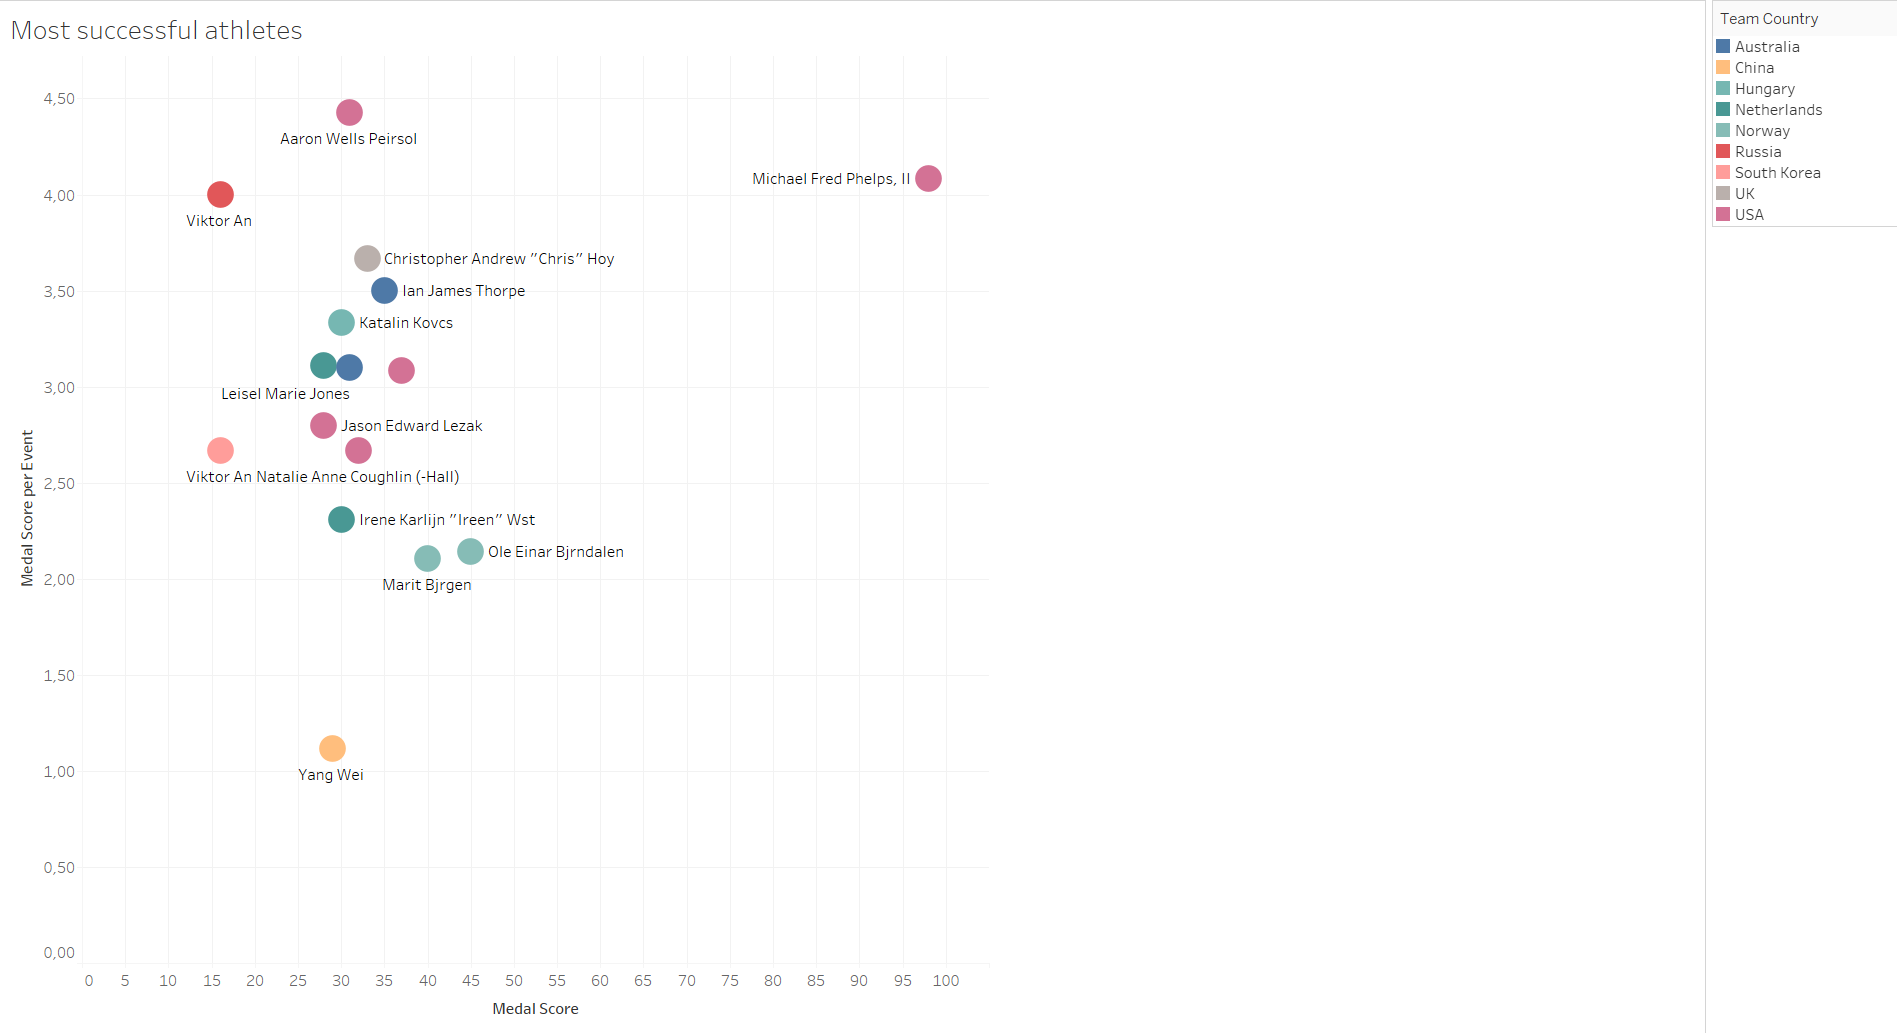 Most successful athletes
Team Country
Australia
China
Hungary
Netherlands
Norway
Russia
South Korea
UK
USA
Medal Score per Event
4,50
4,00
3,50
3,00
2,50
2,00
1,50
1,00
0,50
0,00
Aaron Wells Peirsol
Michael Fred Phelps, II
Viktor An
Christopher Andrew "Chris" Hoy
Ian James Thorpe
Katalin Kovcs
Leisel Marie Jones
Jason Edward Lezak
Viktor An Natalie Anne Coughlin (-Hall)
Irene Karlijn "Ireen" Wst
Ole Einar Bjrndalen
Marit Bjrgen
Yang Wei
0 5 10 15 20 25 30 35 40 45 50 55 60 65 70 75 80 85 90 95 100
Medal Score